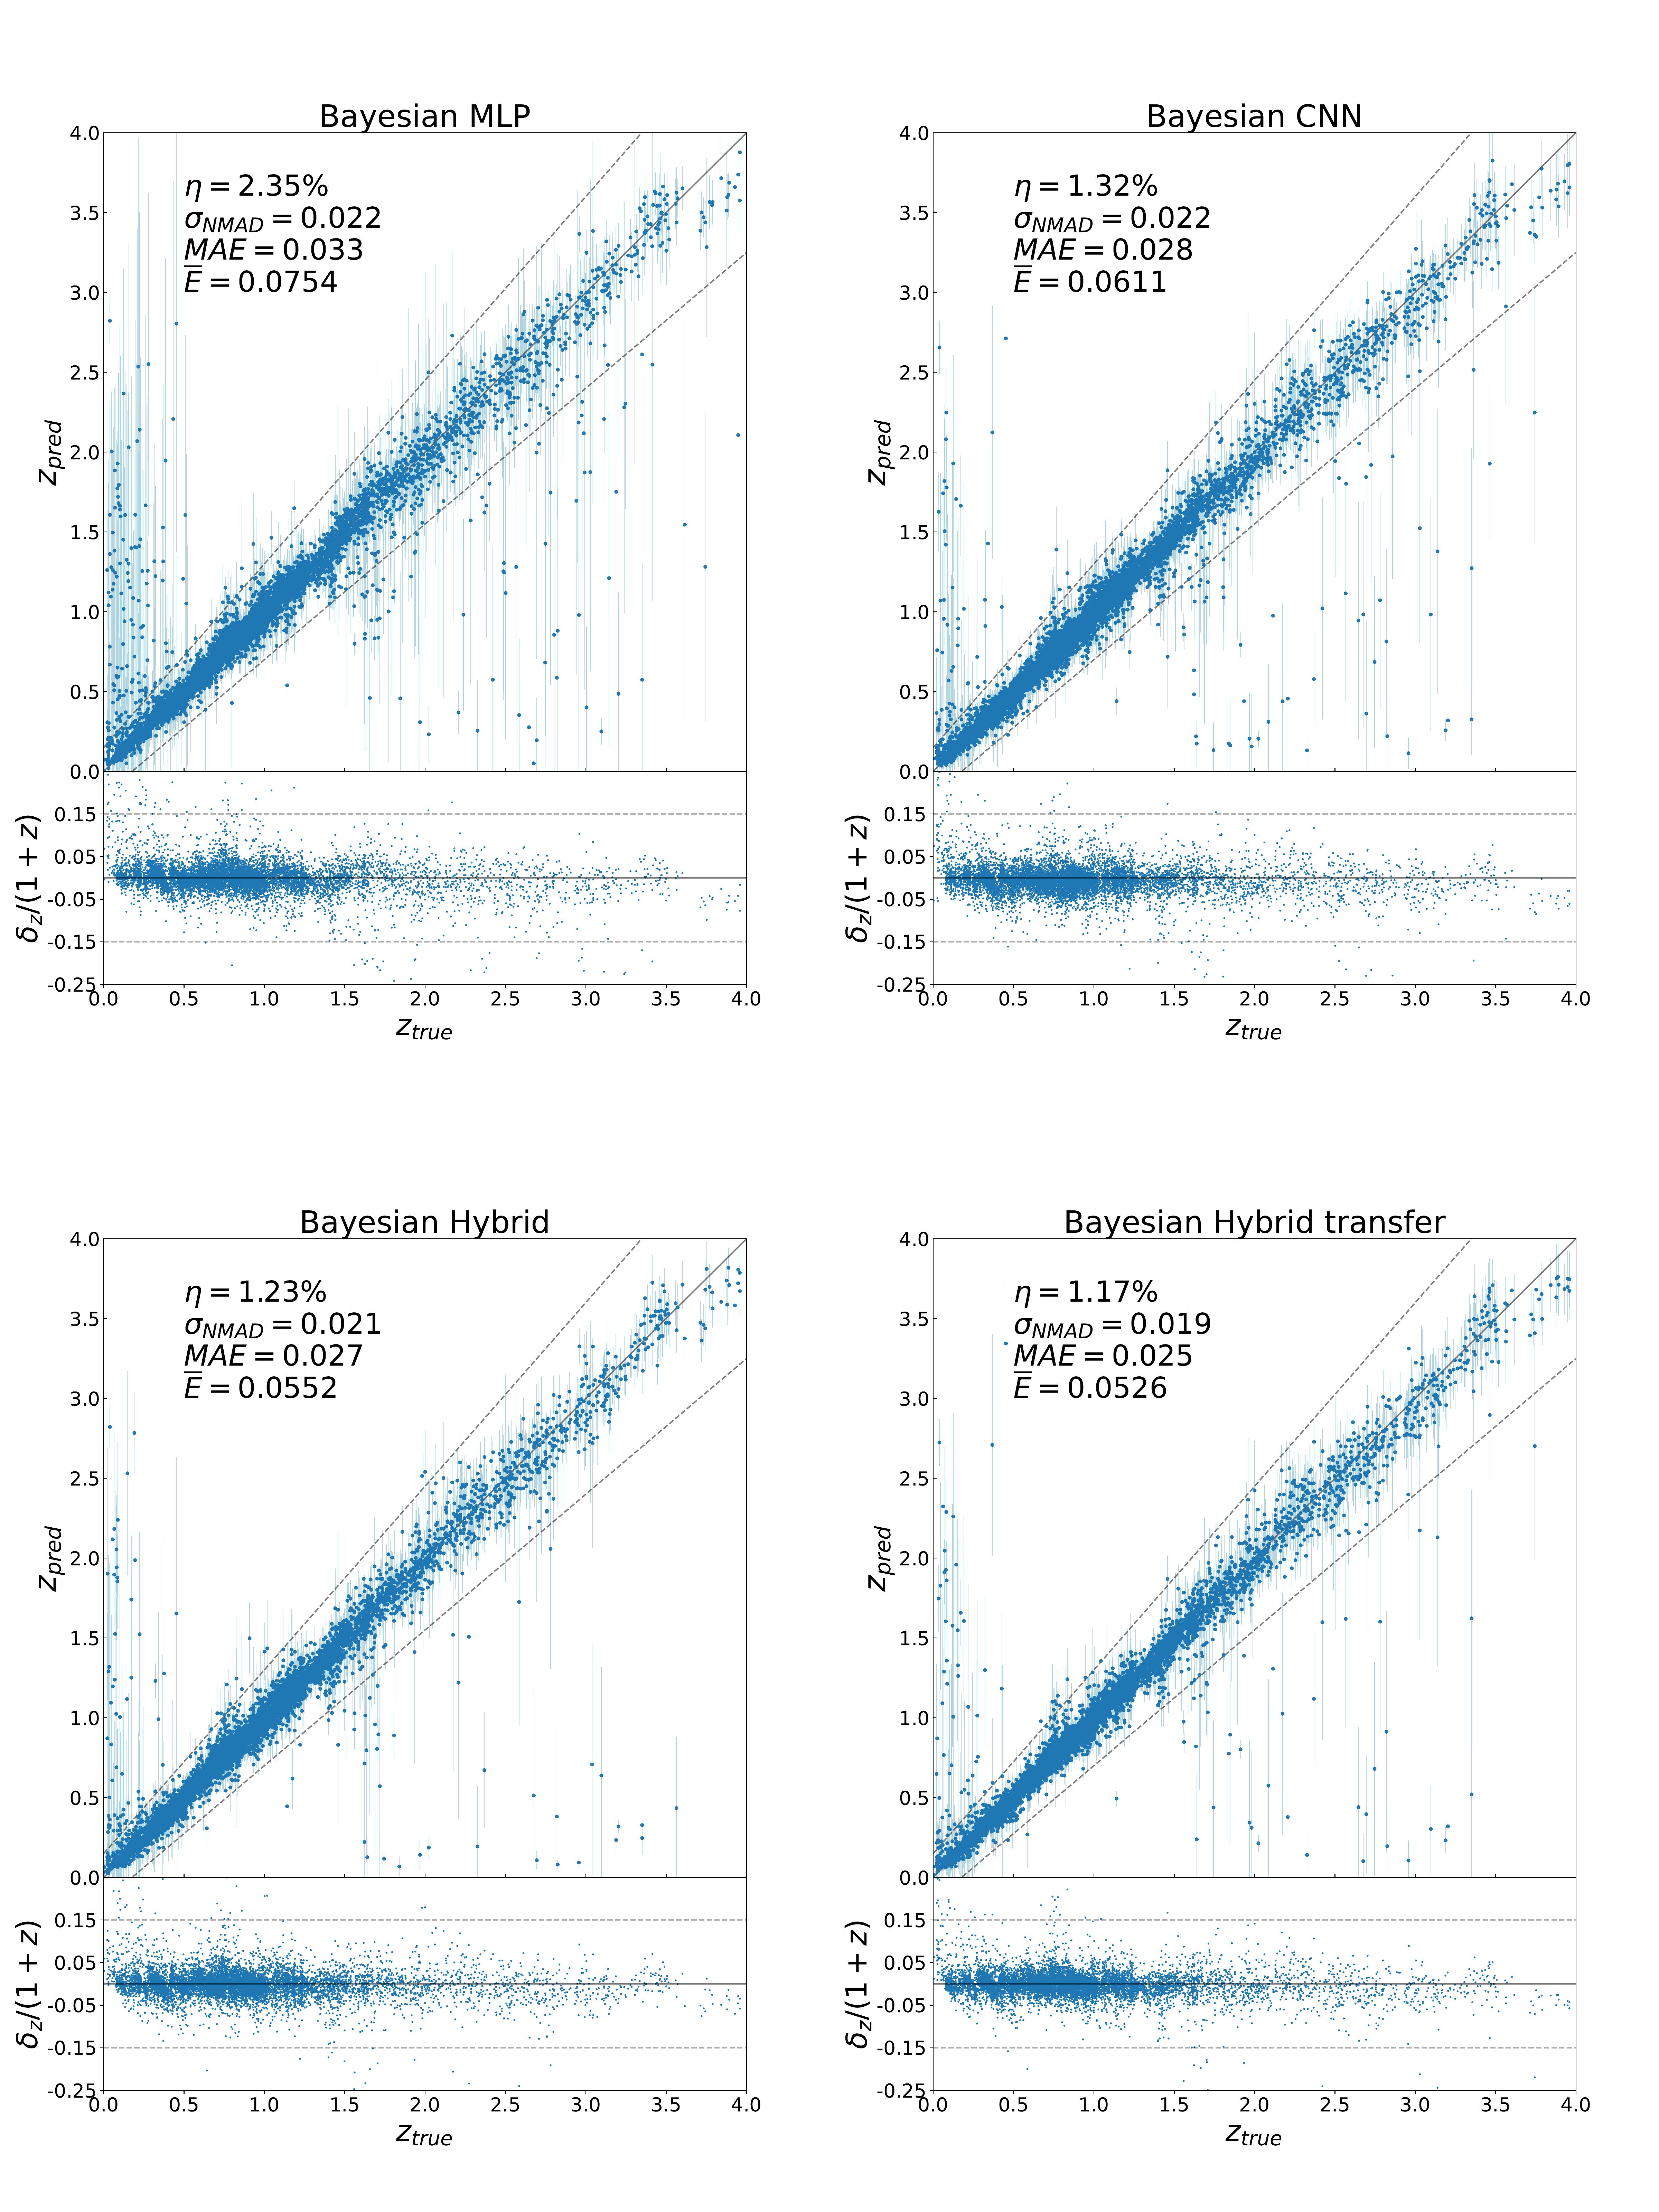 Bayesian MLP
4.0
3.5
3.0
2.5
2.0
1.5
1.0
0.5
0.0
z_pred
η = 2.35%
σ_NMAD = 0.022
MAE = 0.033
E̅ = 0.0754
0.15
0.05
-0.05
-0.15
-0.25
δ_z/(1 + z)
0.0 0.5 1.0 1.5 2.0 2.5 3.0 3.5 4.0
z_true
Bayesian CNN
4.0
3.5
3.0
2.5
2.0
1.5
1.0
0.5
0.0
z_pred
η = 1.32%
σ_NMAD = 0.022
MAE = 0.028
E̅ = 0.0611
0.15
0.05
-0.05
-0.15
-0.25
δ_z/(1 + z)
0.0 0.5 1.0 1.5 2.0 2.5 3.0 3.5 4.0
z_true
Bayesian Hybrid
4.0
3.5
3.0
2.5
2.0
1.5
1.0
0.5
0.0
z_pred
η = 1.23%
σ_NMAD = 0.021
MAE = 0.027
E̅ = 0.0552
0.15
0.05
-0.05
-0.15
-0.25
δ_z/(1 + z)
0.0 0.5 1.0 1.5 2.0 2.5 3.0 3.5 4.0
z_true
Bayesian Hybrid transfer
4.0
3.5
3.0
2.5
2.0
1.5
1.0
0.5
0.0
z_pred
η = 1.17%
σ_NMAD = 0.019
MAE = 0.025
E̅ = 0.0526
0.15
0.05
-0.05
-0.15
-0.25
δ_z/(1 + z)
0.0 0.5 1.0 1.5 2.0 2.5 3.0 3.5 4.0
z_true